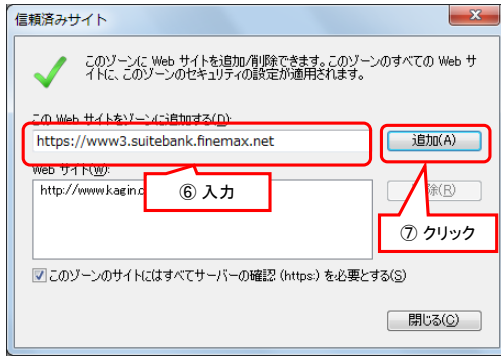 信頼済みサイト
このゾーンに Web サイトを追加/削除できます。このゾーンのすべての Web サ
イトに、このゾーンのセキュリティの設定が適用されます。
この Web サイトをゾーンに追加する(D):
https://www3.suitebank.finemax.net
追加(A)
Web サイト(W):
http://www.kagin.c
⑥ 入力
除(R)
⑦ クリック
このゾーンのサイトにはすべてサーバーの確認 (https:) を必要とする(S)
閉じる(C)